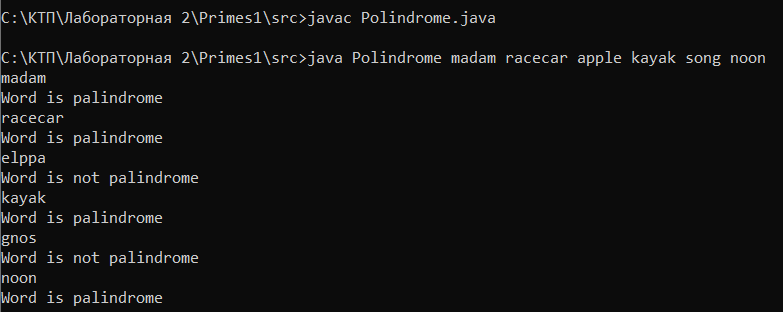 C:\КТП\Лабораторная 2\Primes1\src>javac Polindrome.java
C:\КТП\Лабораторная 2\Primes1\src>java Polindrome madam racecar apple kayak song noon
madam
Word is palindrome
racecar
Word is palindrome
elppa
Word is not palindrome
kayak
Word is palindrome
gnos
Word is not palindrome
noon
Word is palindrome